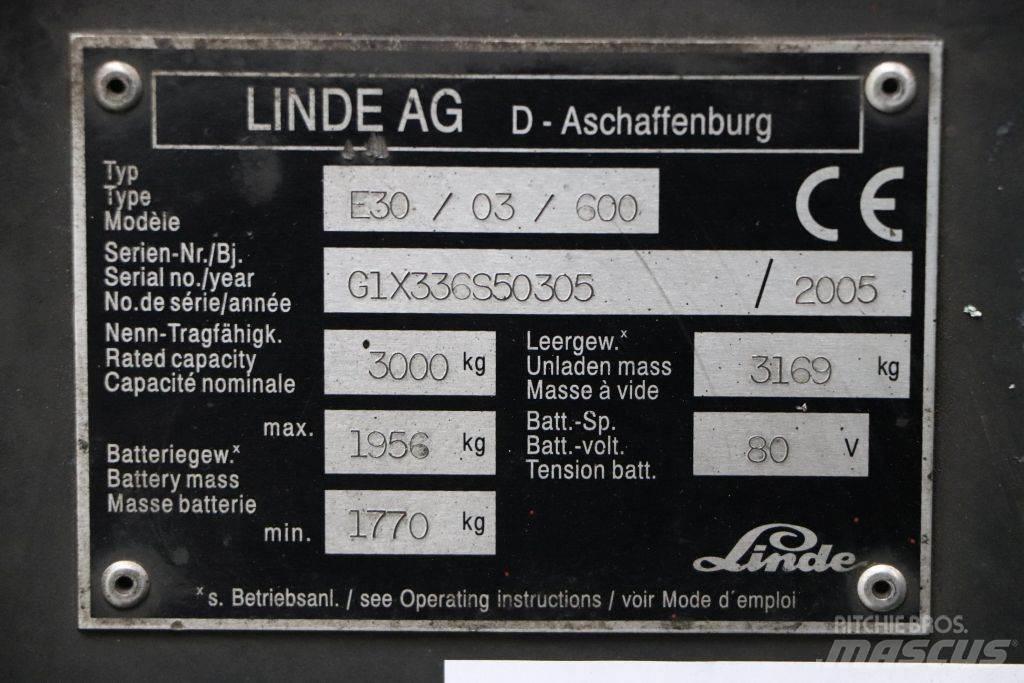 LINDE AG D - Aschaffenburg
Typ
Type
Modèle
E30 / 03 / 600
CE
Serien-Nr./Bj.
Serial no./year
No.de série/année
G1X336S50305 / 2005
Nenn-Tragfähigk.
Rated capacity
Capacité nominale
3000 kg
Leergew.x
Unladen mass
Masse à vide
3169 kg
max.
1956 kg
Batteriegew.x
Battery mass
Masse batterie
min.
1770 kg
Batt.-Sp.
Batt.-volt.
Tension batt.
80 V
Linde
x s. Betriebsanl. / see Operating instructions / voir Mode d´emploi
RITCHIE BROS.
MASCUS